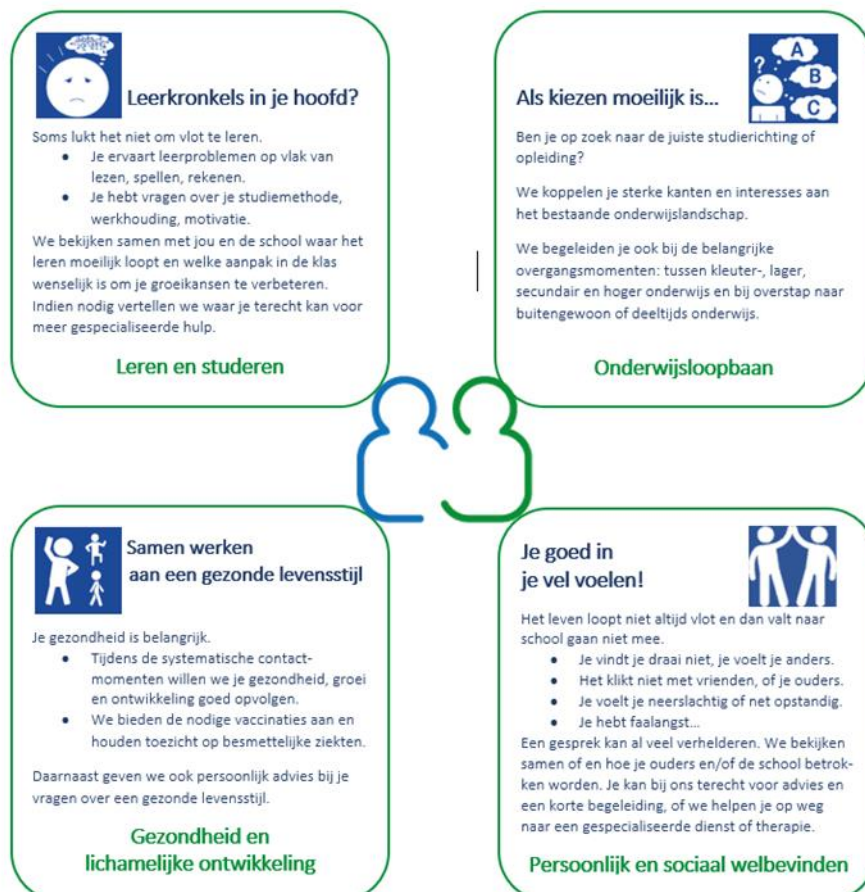 Leerkronkels in je hoofd?
Soms lukt het niet om vlot te leren.
• Je ervaart leerproblemen op vlak van
lezen, spellen, rekenen.
• Je hebt vragen over je studiemethode,
werkhouding, motivatie.
We bekijken samen met jou en de school waar het
leren moeilijk loopt en welke aanpak in de klas
wenselijk is om je groeikansen te verbeteren.
Indien nodig vertellen we waar je terecht kan voor
meer gespecialiseerde hulp.
Leren en studeren
Als kiezen moeilijk is...
?
A
B
C
Ben je op zoek naar de juiste studierichting of
opleiding?
We koppelen je sterke kanten en interesses aan
het bestaande onderwijslandschap.
We begeleiden je ook bij de belangrijke
overgangsmomenten: tussen kleuter-, lager,
secundair en hoger onderwijs en bij overstap naar
buitengewoon of deeltijds onderwijs.
Onderwijsloopbaan
Samen werken
aan een gezonde levensstijl
Je gezondheid is belangrijk.
• Tijdens de systematische contact-
momenten willen we je gezondheid, groei
en ontwikkeling goed opvolgen.
• We bieden de nodige vaccinaties aan en
houden toezicht op besmettelijke ziekten.
Daarnaast geven we ook persoonlijk advies bij je
vragen over een gezonde levensstijl.
Gezondheid en
lichamelijke ontwikkeling
Je goed in
je vel voelen!
Het leven loopt niet altijd vlot en dan valt naar
school gaan niet mee.
• Je vindt je draai niet, je voelt je anders.
• Het klikt niet met vrienden, of je ouders.
• Je voelt je neerslachtig of net opstandig.
• Je hebt faalangst...
Een gesprek kan al veel verhelderen. We bekijken
samen of en hoe je ouders en/of de school betrok-
ken worden. Je kan bij ons terecht voor advies en
een korte begeleiding, of we helpen je op weg
naar een gespecialiseerde dienst of therapie.
Persoonlijk en sociaal welbevinden